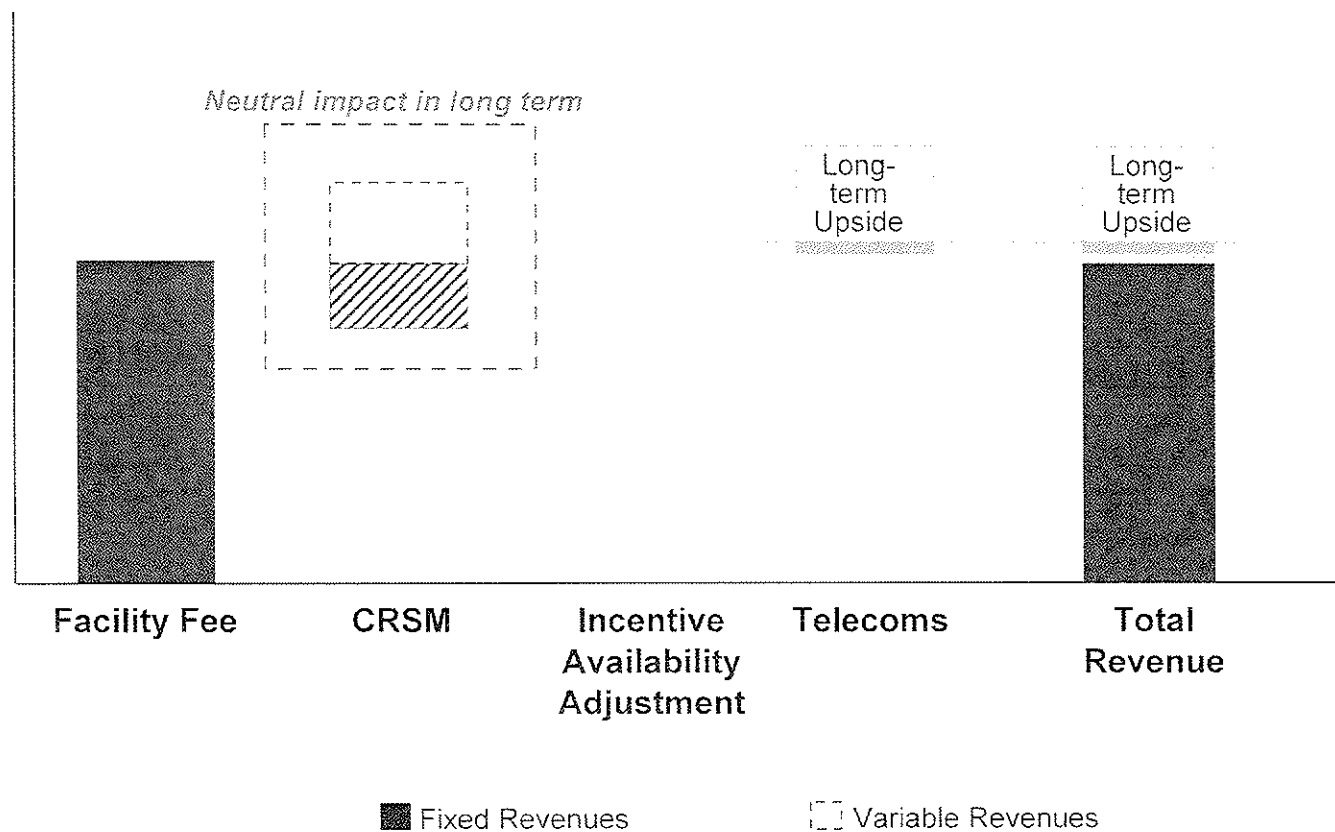 Neutral impact in long term
Long-
term
Upside
Long-
term
Upside
Facility Fee
CRSM
Incentive
Availability
Adjustment
Telecoms
Total
Revenue
Fixed Revenues
Variable Revenues